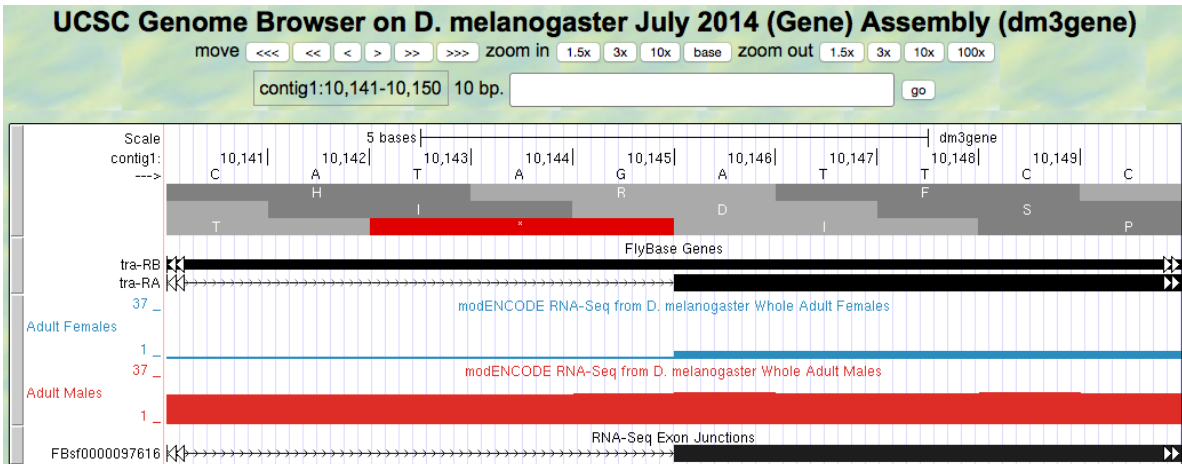 UCSC Genome Browser on D. melanogaster July 2014 (Gene) Assembly (dm3gene)
move <<< << < > >> >>> zoom in 1.5x 3x 10x base zoom out 1.5x 3x 10x 100x
contig1:10,141-10,150 10 bp. go
Scale 5 bases dm3gene
contig1: 10,141 10,142 10,143 10,144 10,145 10,146 10,147 10,148 10,149
---> C A T A G A T T C C
H R F
I D S
T * I P
FlyBase Genes
tra-RB
tra-RA
37 _ modENCODE RNA-Seq from D. melanogaster Whole Adult Females
Adult Females
1 _
37 _ modENCODE RNA-Seq from D. melanogaster Whole Adult Males
Adult Males
1 _
RNA-Seq Exon Junctions
FBsf0000097616